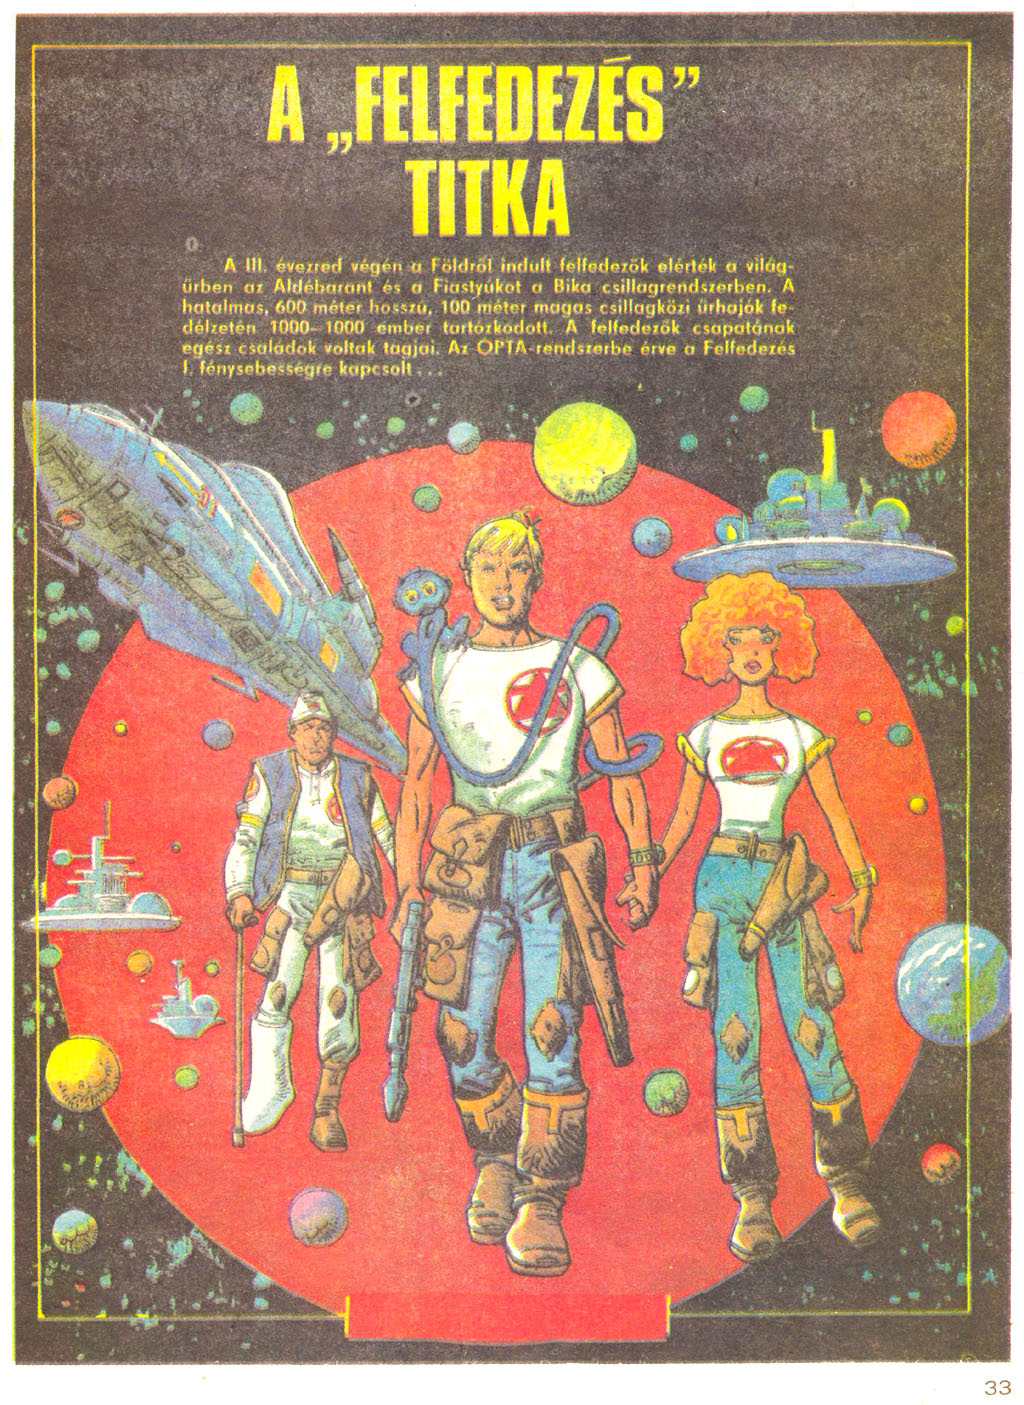 A „FELFEDEZÉS”
TITKA
A III. évezred végén a Földről indult felfedezők elérték a világ-
űrben az Aldébarant és a Fiastyúkot a Bika csillagrendszerben. A
hatalmas, 600 méter hosszú, 100 méter magas csillagközi űrhajók fe-
délzetén 1000–1000 ember tartózkodott. A felfedezők csapatának
egész családok voltak tagjai. Az OPTA-rendszerbe érve a Felfedezés
I. fénysebességre kapcsolt...
33